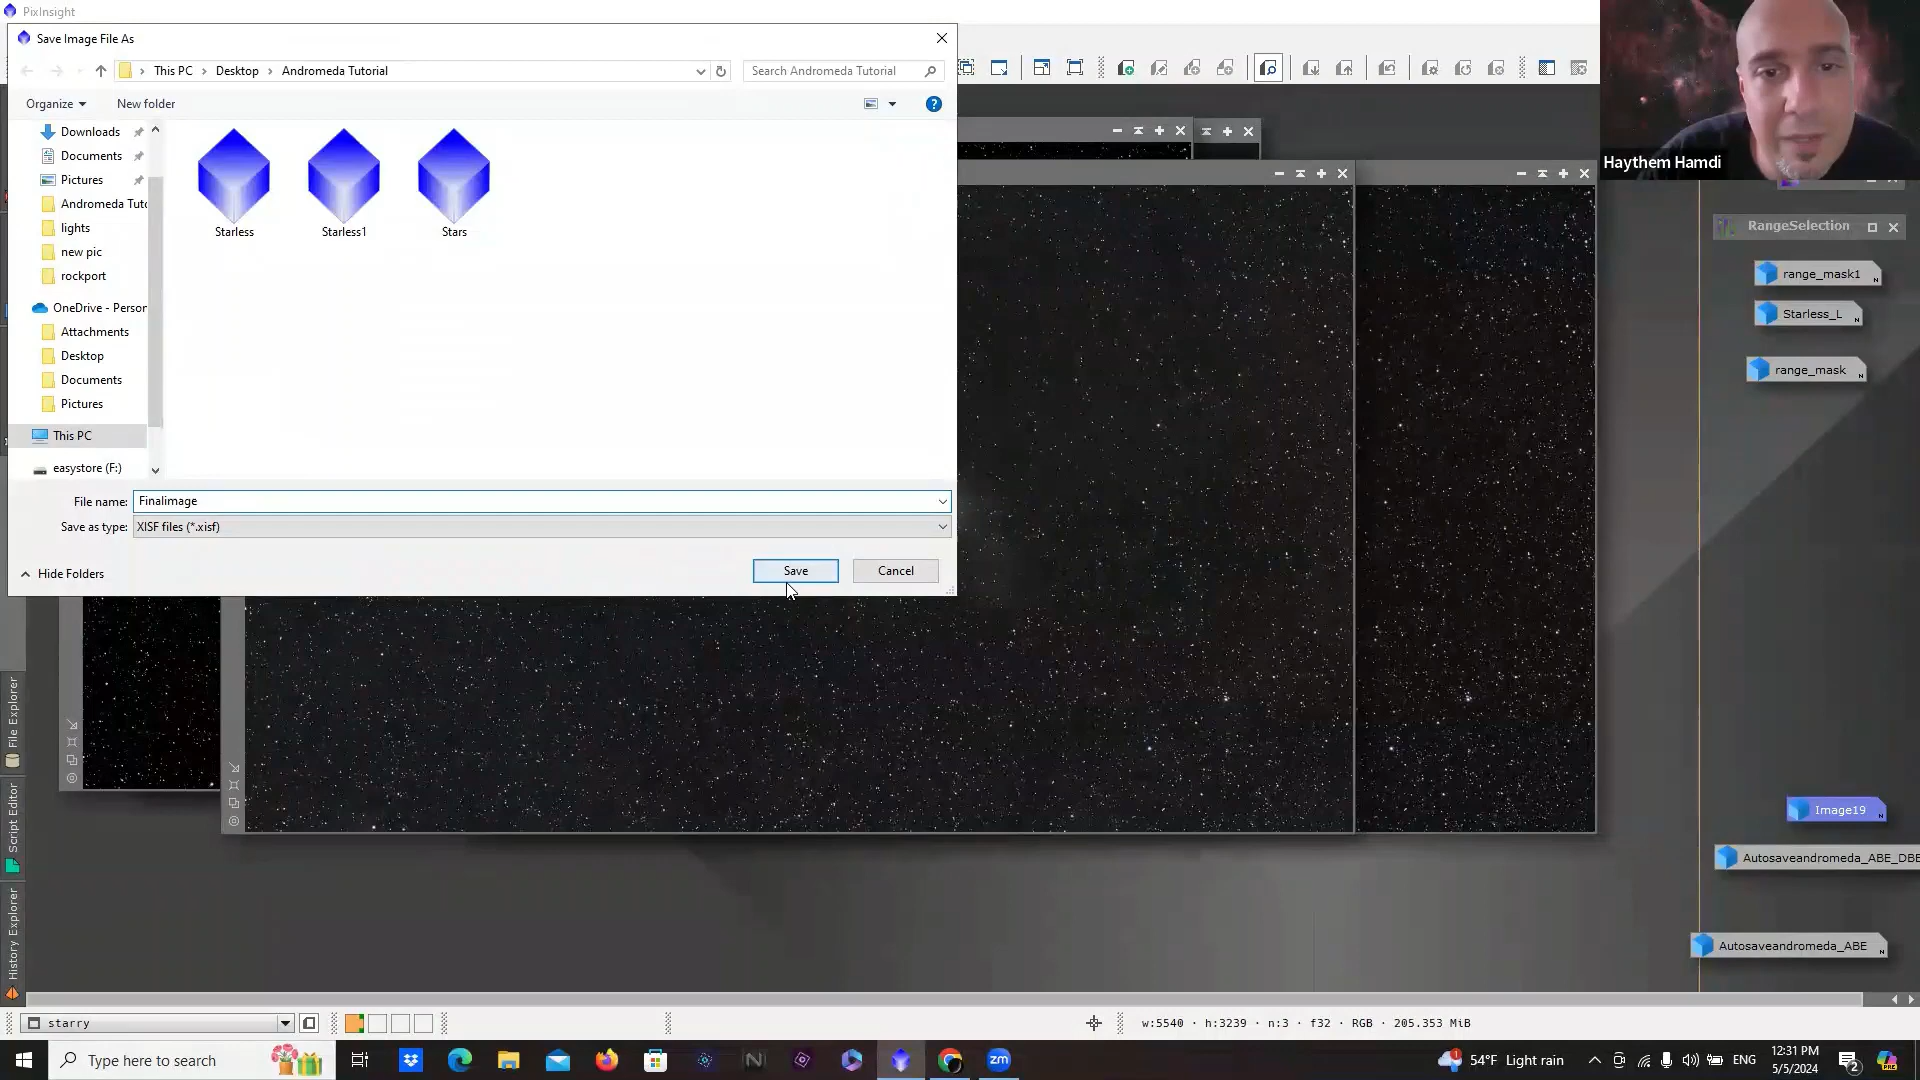 PixInsight
Save Image File As
This PC
Desktop
Andromeda Tutorial
Search Andromeda Tutorial
Organize
New folder
?
Downloads
Documents
Pictures
Andromeda Tuto
lights
new pic
rockport
OneDrive - Person
Attachments
Desktop
Documents
Pictures
This PC
easystore (F:)
Starless
Starless1
Stars
File name:
Finalimage
Save as type:
XISF files (*.xisf)
Hide Folders
Save
Cancel
Haythem Hamdi
RangeSelection
range_mask1
Starless_L
range_mask
Image19
Autosaveandromeda_ABE_DBE
Autosaveandromeda_ABE
File Explorer
Script Editor
History Explorer
starry
w:5540 · h:3239 · n:3 · f32 · RGB · 205.353 MiB
Type here to search
zm
54°F Light rain
ENG
12:31 PM
5/5/2024
2
PRE